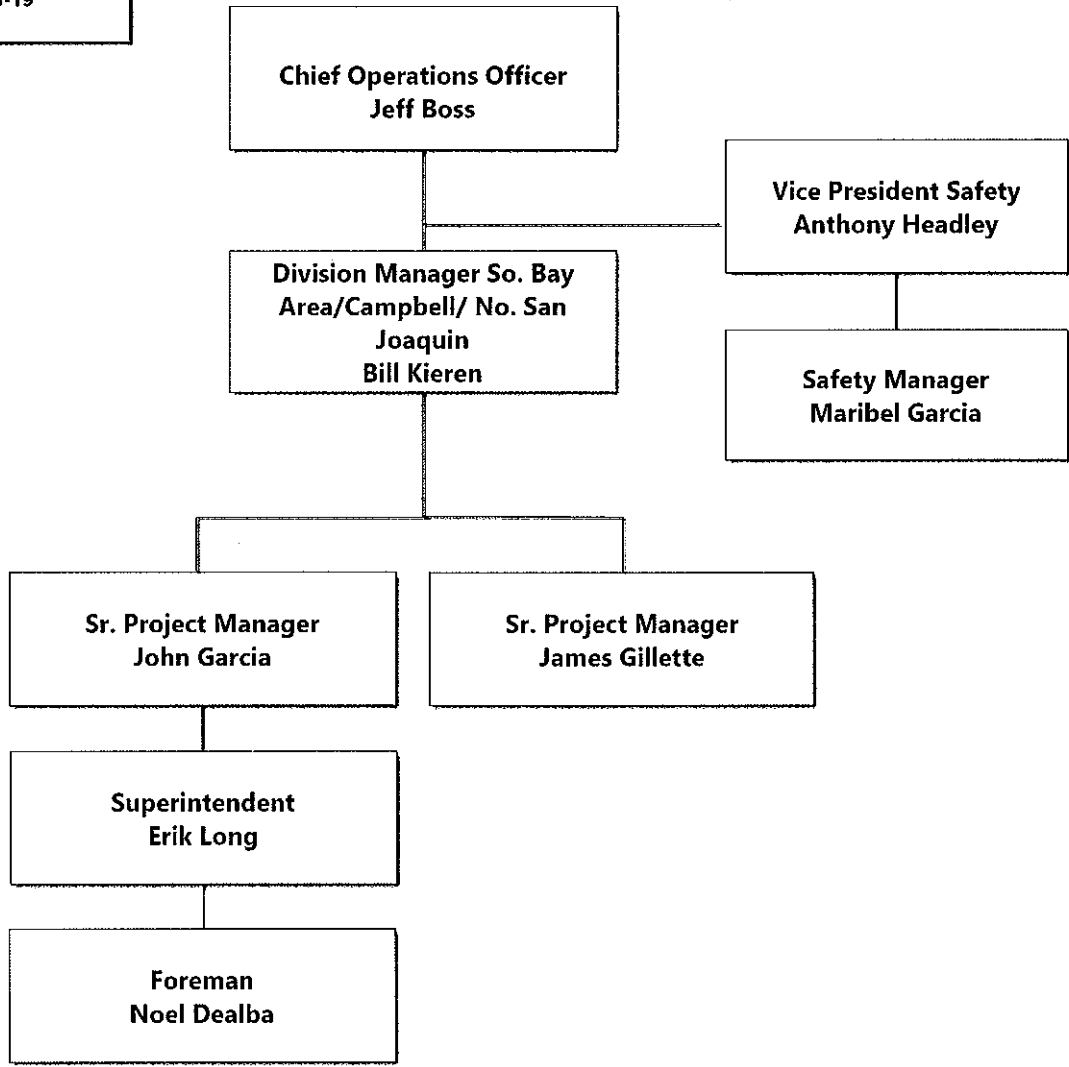 Chief Operations Officer
Jeff Boss
Vice President Safety
Anthony Headley
Division Manager So. Bay
Area/Campbell/ No. San
Joaquin
Bill Kieren
Safety Manager
Maribel Garcia
Sr. Project Manager
John Garcia
Sr. Project Manager
James Gillette
Superintendent
Erik Long
Foreman
Noel Dealba